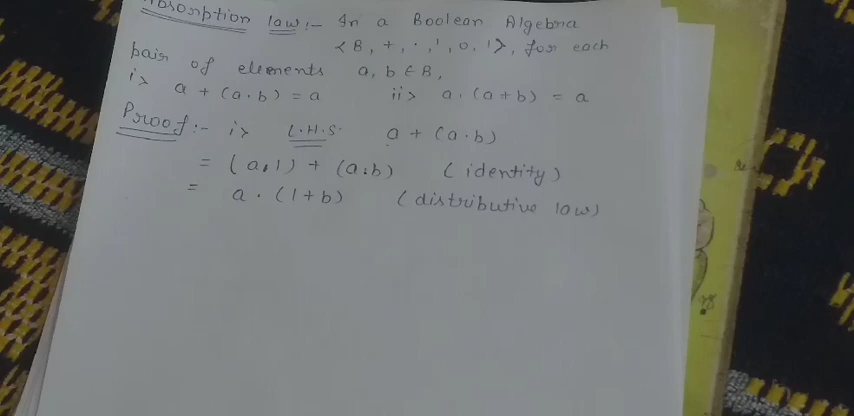 Absorption law:- In a Boolean Algebra
< B, +, ·, ', 0, 1>, for each
pair of elements a, b ∈ B,
i> a + (a·b) = a ii> a·(a+b) = a
Proof:- i> L.H.S. a + (a·b)
= (a·1) + (a·b) (identity)
= a·(1+b) (distributive law)